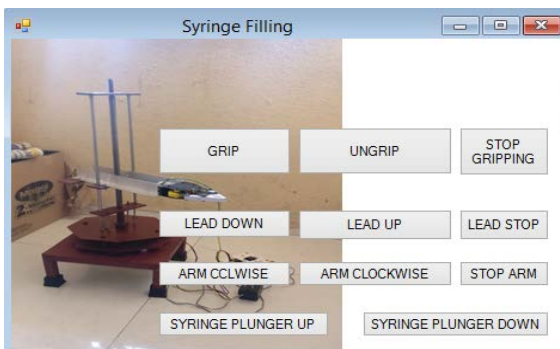 Syringe Filling
GRIP
UNGRIP
STOP
GRIPPING
LEAD DOWN
LEAD UP
LEAD STOP
ARM CCLWISE
ARM CLOCKWISE
STOP ARM
SYRINGE PLUNGER UP
SYRINGE PLUNGER DOWN